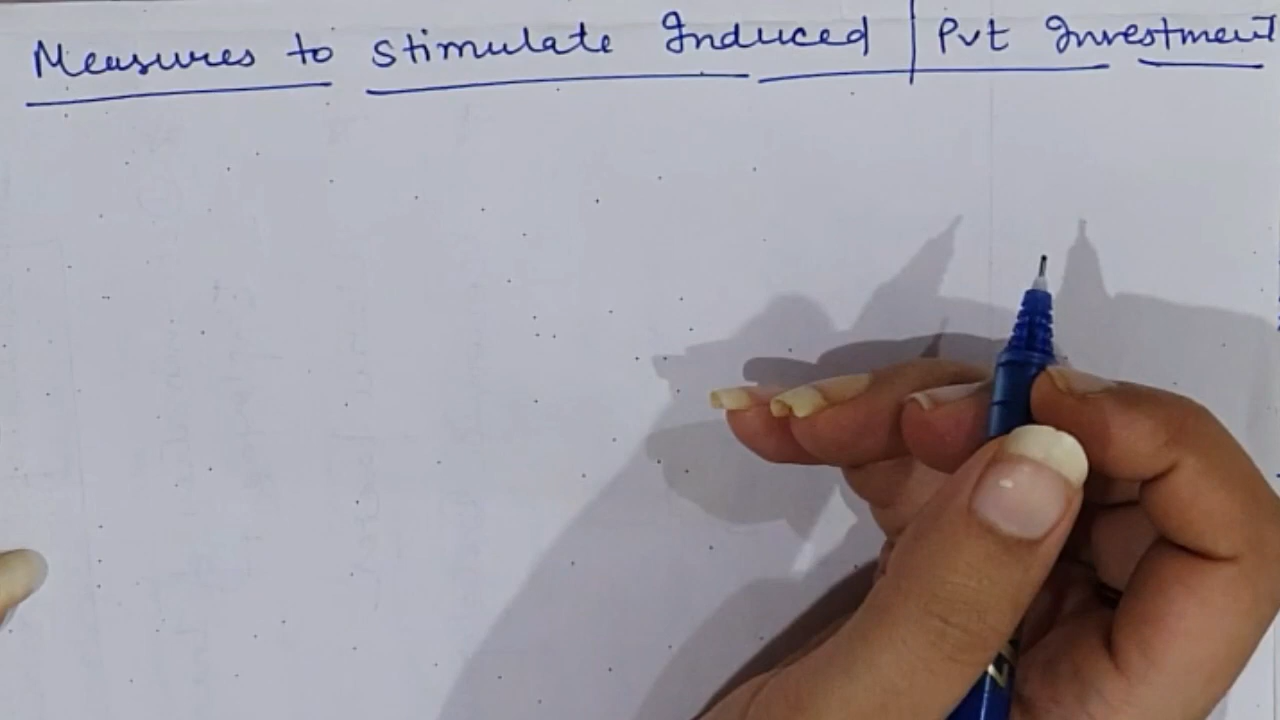 Measures to stimulate Induced | Pvt Investment